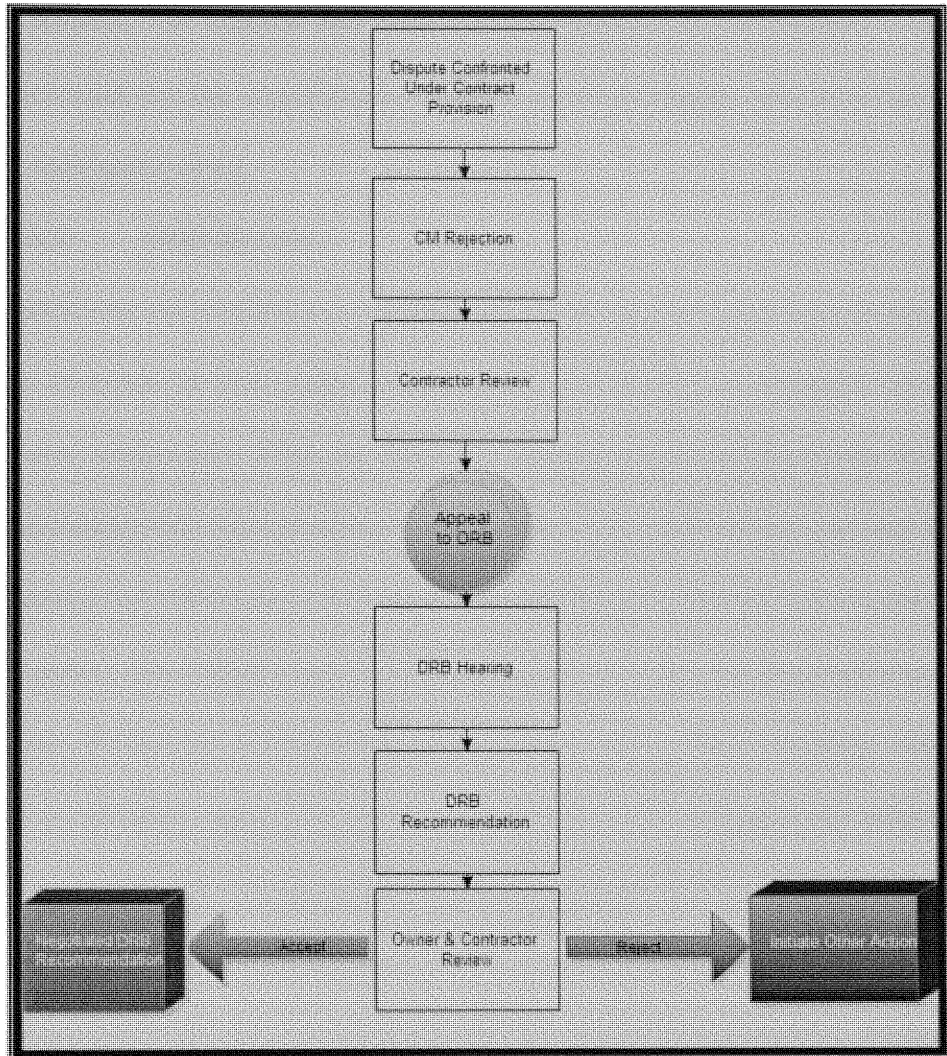 Dispute Confronted
Under Contract
Provision
CM Rejection
Contractor Review
Appeal
to DRB
DRB Hearing
DRB
Recommendation
Negotiated DRB
Recommendation
Accept
Owner & Contractor
Review
Reject
Initiate Other Action